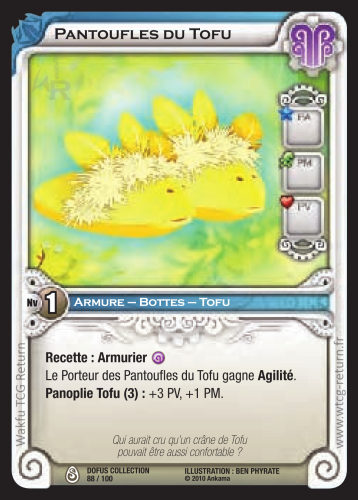 Pantoufles du Tofu
PA
PM
PV
Nv 1 Armure – Bottes – Tofu
Recette : Armurier
Le Porteur des Pantoufles du Tofu gagne Agilité.
Panoplie Tofu (3) : +3 PV, +1 PM.
Qui aurait cru qu'un crâne de Tofu
pouvait être aussi confortable ?
DOFUS COLLECTION
88 / 100
ILLUSTRATION : BEN PHYRATE
© 2010 Ankama
Wakfu TCG Return
www.wtcg-return.fr